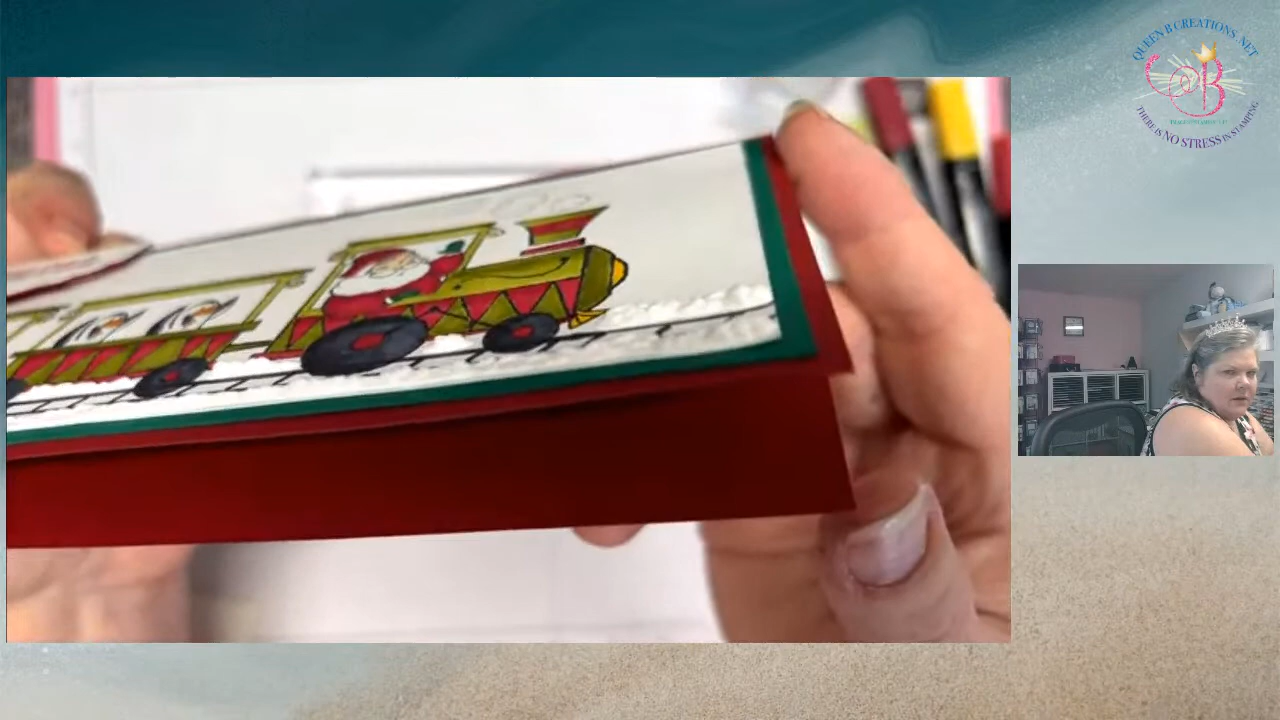 QUEEN B CREATIONS .NET
B
THERE IS NO STRESS IN STAMPING